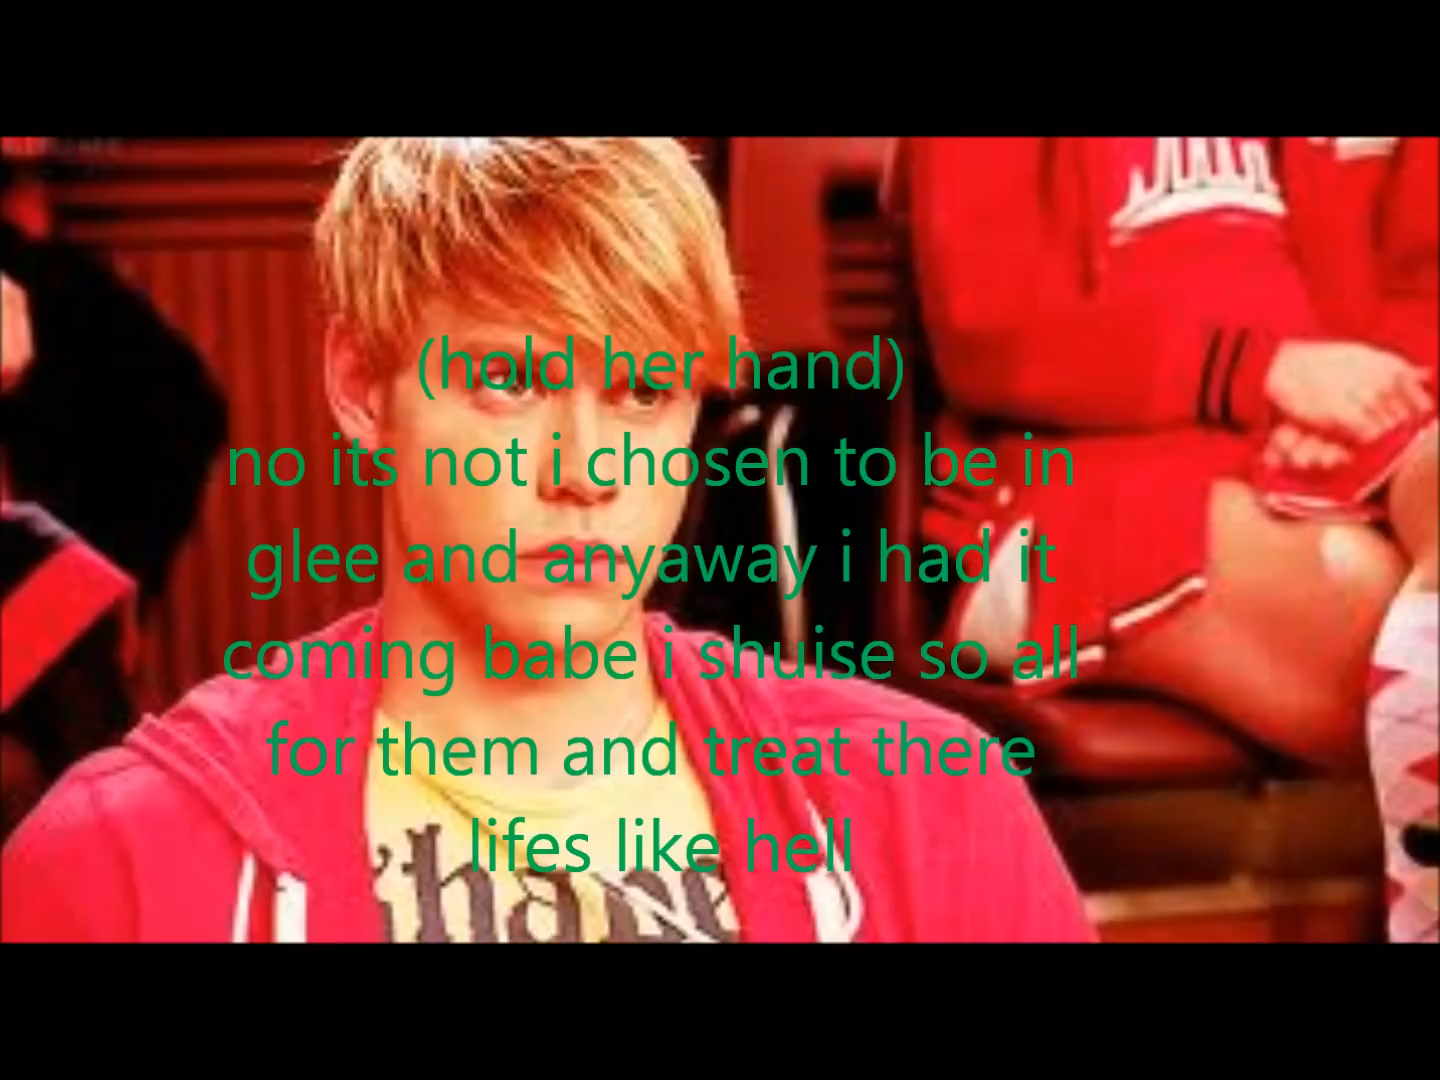 (hold her hand)
no its not i chosen to be in
glee and anyaway i had it
coming babe i shuise so all
for them and treat there
lifes like hell